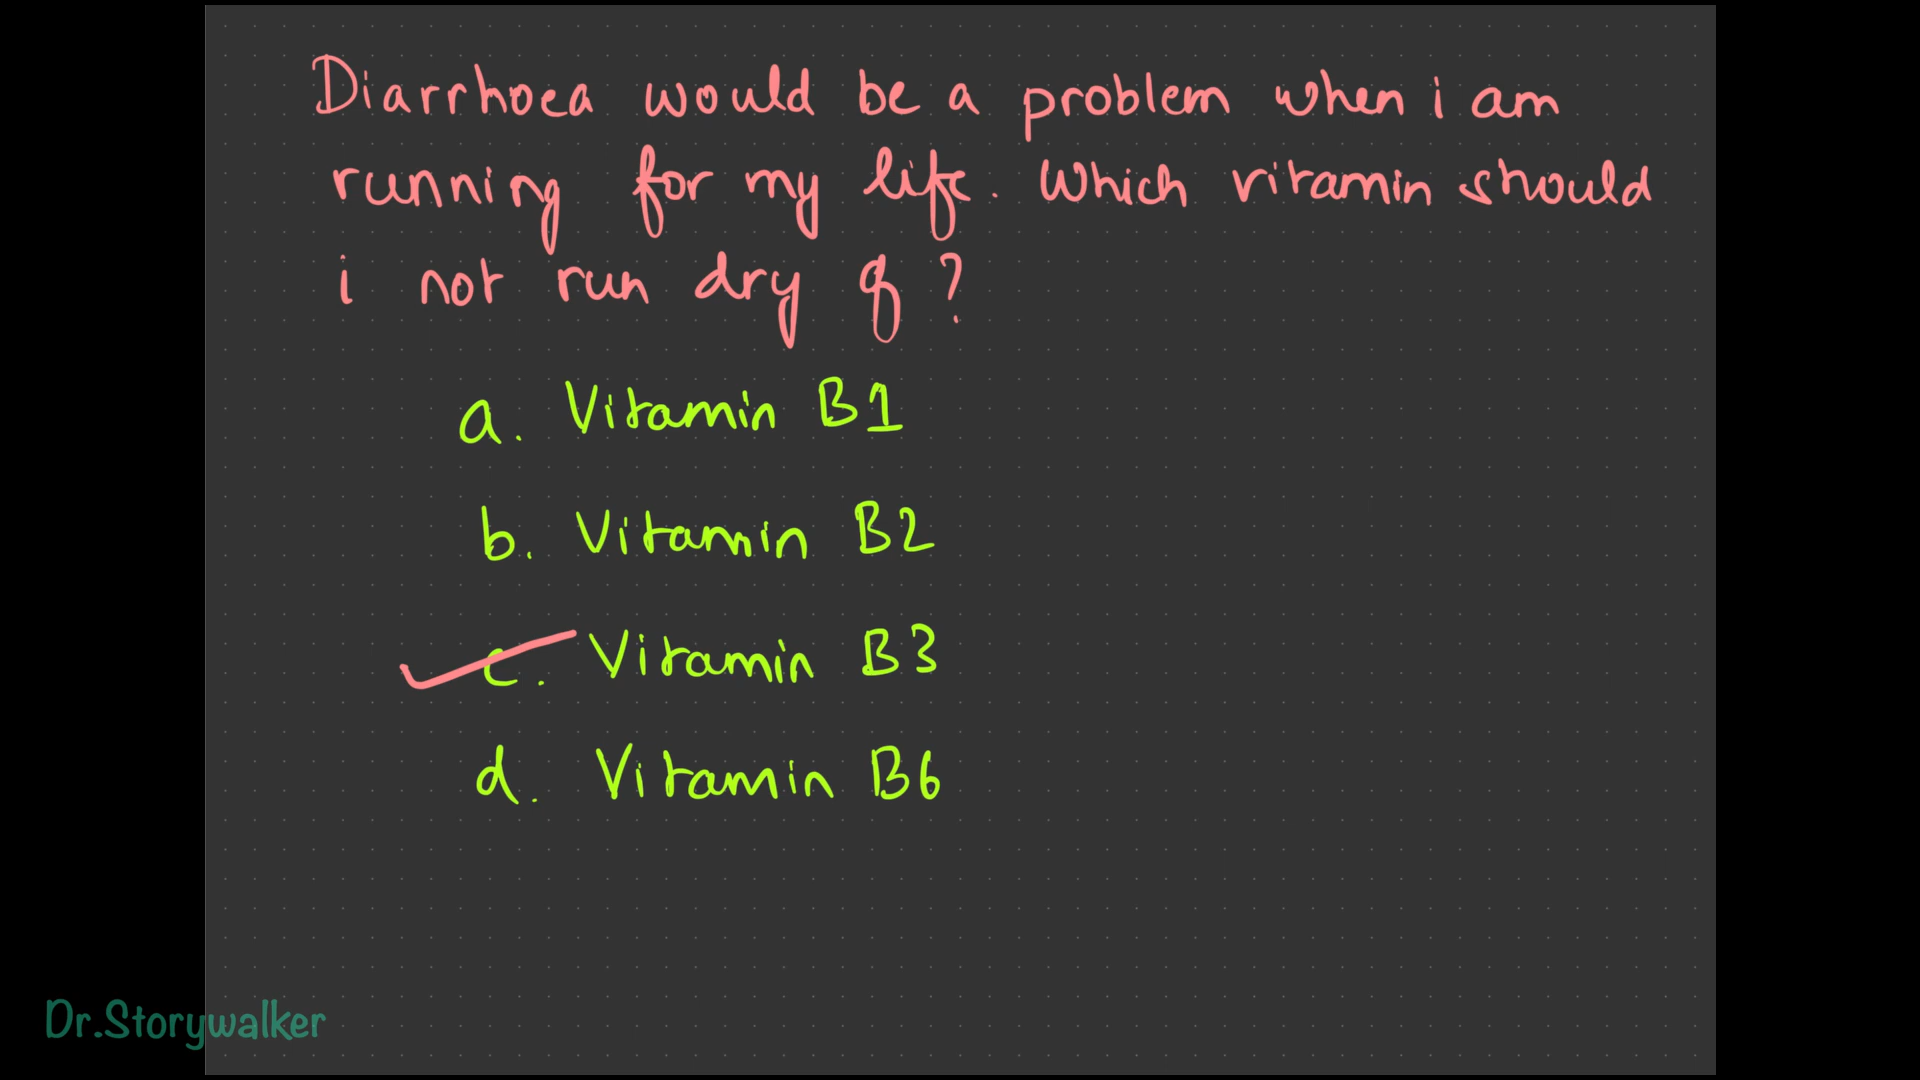 Diarrhoea would be a problem when i am
running for my life. Which vitamin should
i not run dry of?
a. Vitamin B1
b. Vitamin B2
c. Vitamin B3
d. Vitamin B6
Dr.Storywalker